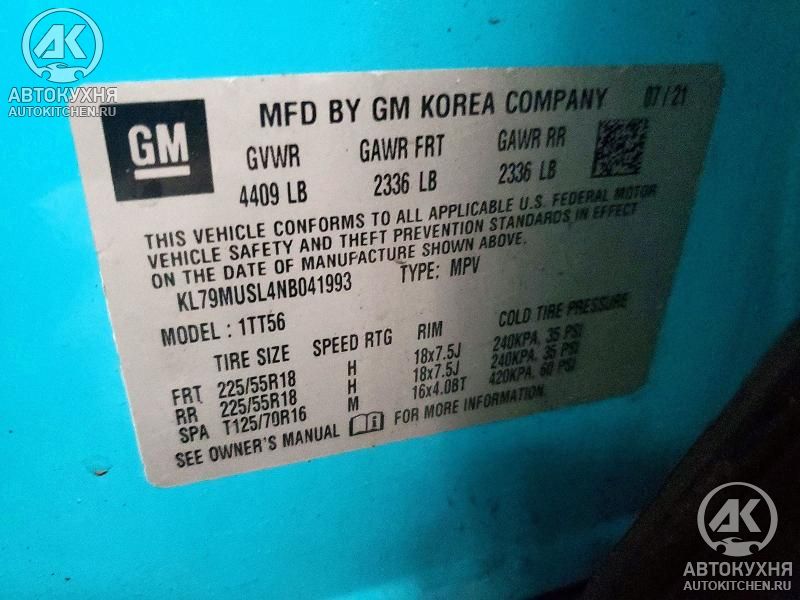 AK
АВТОКУХНЯ
AUTOKITCHEN.RU
GM
MFD BY GM KOREA COMPANY 07/21
GVWR GAWR FRT GAWR RR
4409 LB 2336 LB 2336 LB
THIS VEHICLE CONFORMS TO ALL APPLICABLE U.S. FEDERAL MOTOR
VEHICLE SAFETY AND THEFT PREVENTION STANDARDS IN EFFECT
ON THE DATE OF MANUFACTURE SHOWN ABOVE.
KL79MUSL4NB041993 TYPE: MPV
MODEL : 1TT56
TIRE SIZE SPEED RTG RIM COLD TIRE PRESSURE
FRT 225/55R18 H 18x7.5J 240KPA, 35 PSI
RR 225/55R18 H 18x7.5J 240KPA, 35 PSI
SPA T125/70R16 M 16x4.0BT 420KPA, 60 PSI
SEE OWNER'S MANUAL FOR MORE INFORMATION.
AK
АВТОКУХНЯ
AUTOKITCHEN.RU